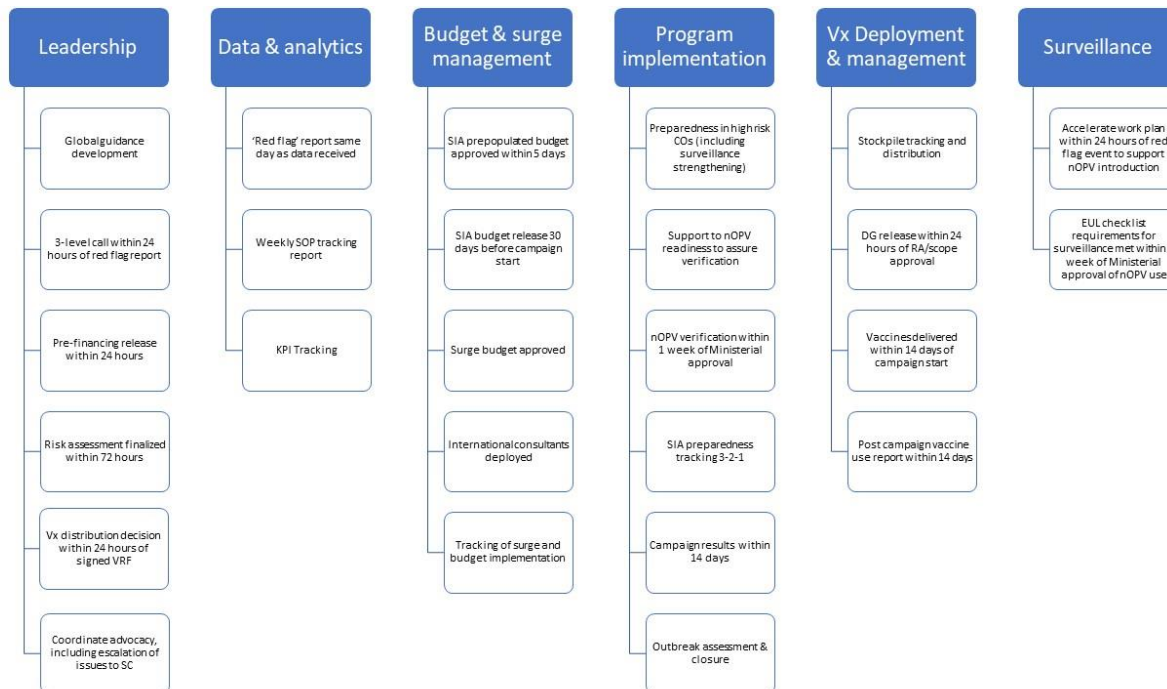 Leadership
Global guidance
development
3-level call within 24
hours of red flag report
Pre-financing release
within 24 hours
Risk assessment finalized
within 72 hours
Vx distribution decision
within 24 hours of
signed VRF
Coordinate advocacy,
including escalation of
issues to SC
Data & analytics
‘Red flag’ report same
day as data received
Weekly SOP tracking
report
KPI Tracking
Budget & surge
management
SIA prepopulated budget
approved within 5 days
SIA budget release 30
days before campaign
start
Surge budget approved
International consultants
deployed
Tracking of surge and
budget implementation
Program
implementation
Preparedness in high risk
COs (including
surveillance
strengthening)
Support to nOPV
readiness to assure
verification
nOPV verification within
1 week of Ministerial
approval
SIA preparedness
tracking 3-2-1
Campaign results within
14 days
Outbreak assessment &
closure
Vx Deployment
& management
Stockpile tracking and
distribution
DG release within 24
hours of RA/scope
approval
Vaccines delivered
within 14 days of
campaign start
Post campaign vaccine
use report within 14 days
Surveillance
Accelerate work plan
within 24 hours of red
flag event to support
nOPV introduction
EUL checklist
requirements for
surveillance met within
week of Ministerial
approval of nOPV use